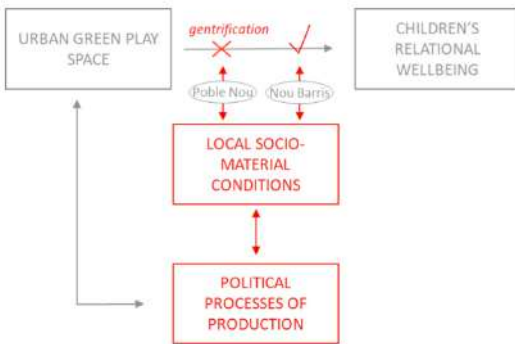 URBAN GREEN PLAY
SPACE
gentrification
CHILDREN'S
RELATIONAL
WELLBEING
Poble Nou
Nou Barris
LOCAL SOCIO-
MATERIAL
CONDITIONS
POLITICAL
PROCESSES OF
PRODUCTION